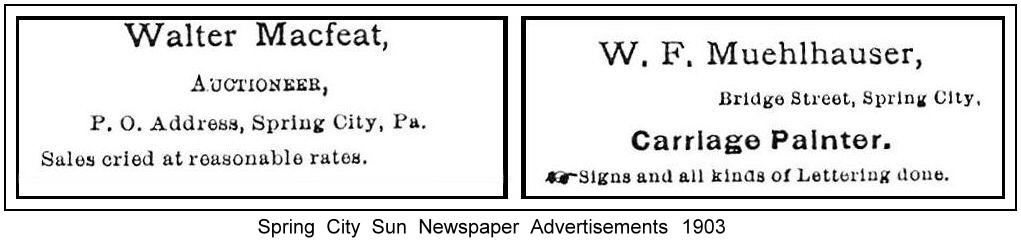 Walter Macfeat,
AUCTIONEER,
P. O. Address, Spring City, Pa.
Sales cried at reasonable rates.
W. F. Muehlhauser,
Bridge Street, Spring City,
Carriage Painter.
Signs and all kinds of Lettering done.
Spring City Sun Newspaper Advertisements 1903